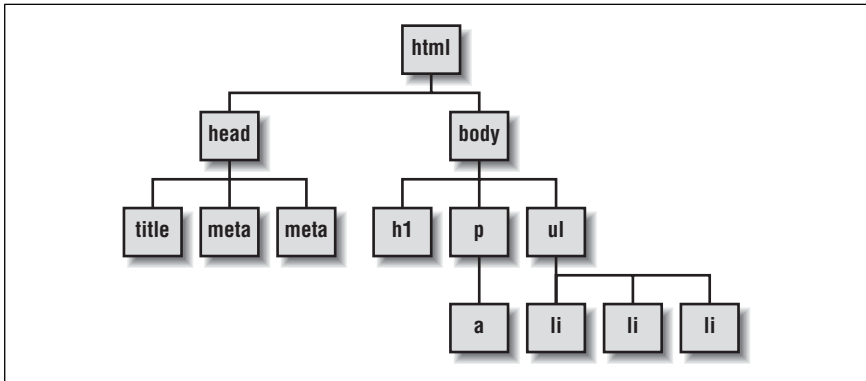 html
head body
title meta meta h1 p ul
a li li li